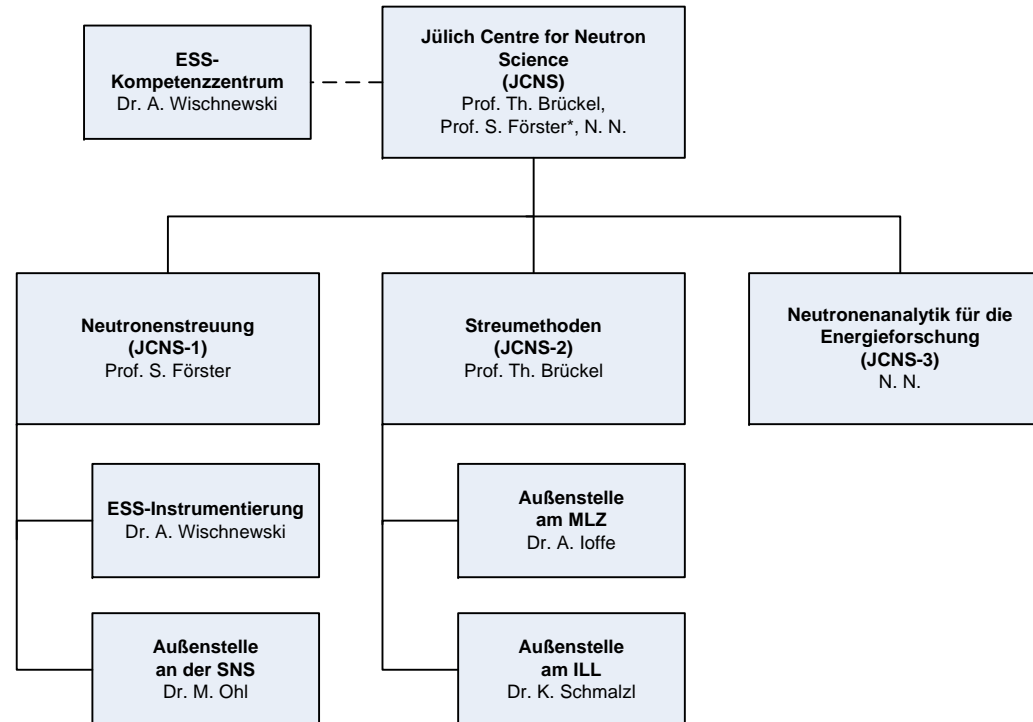 ESS-
Kompetenzzentrum
Dr. A. Wischnewski
Jülich Centre for Neutron
Science
(JCNS)
Prof. Th. Brückel,
Prof. S. Förster*, N. N.
Neutronenstreuung
(JCNS-1)
Prof. S. Förster
Streumethoden
(JCNS-2)
Prof. Th. Brückel
Neutronenanalytik für die
Energieforschung
(JCNS-3)
N. N.
ESS-Instrumentierung
Dr. A. Wischnewski
Außenstelle
am MLZ
Dr. A. Ioffe
Außenstelle
an der SNS
Dr. M. Ohl
Außenstelle
am ILL
Dr. K. Schmalzl